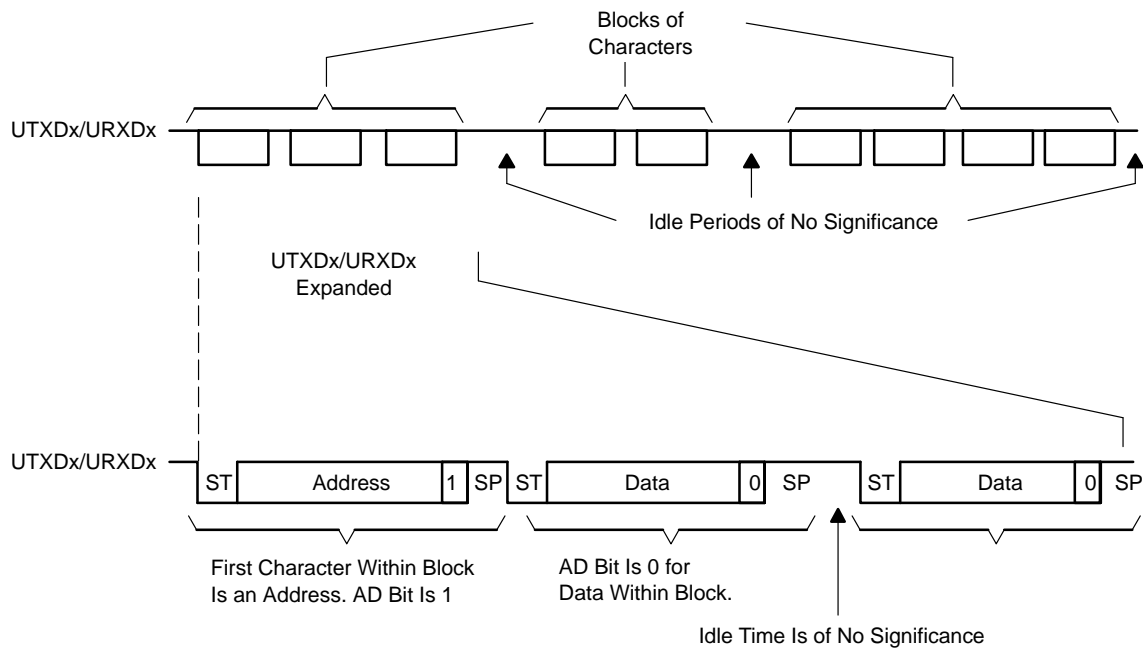 Blocks of
Characters
UTXDx/URXDx
Idle Periods of No Significance
UTXDx/URXDx
Expanded
UTXDx/URXDx
ST Address 1 SP ST Data 0 SP ST Data 0 SP
First Character Within Block
Is an Address. AD Bit Is 1
AD Bit Is 0 for
Data Within Block.
Idle Time Is of No Significance